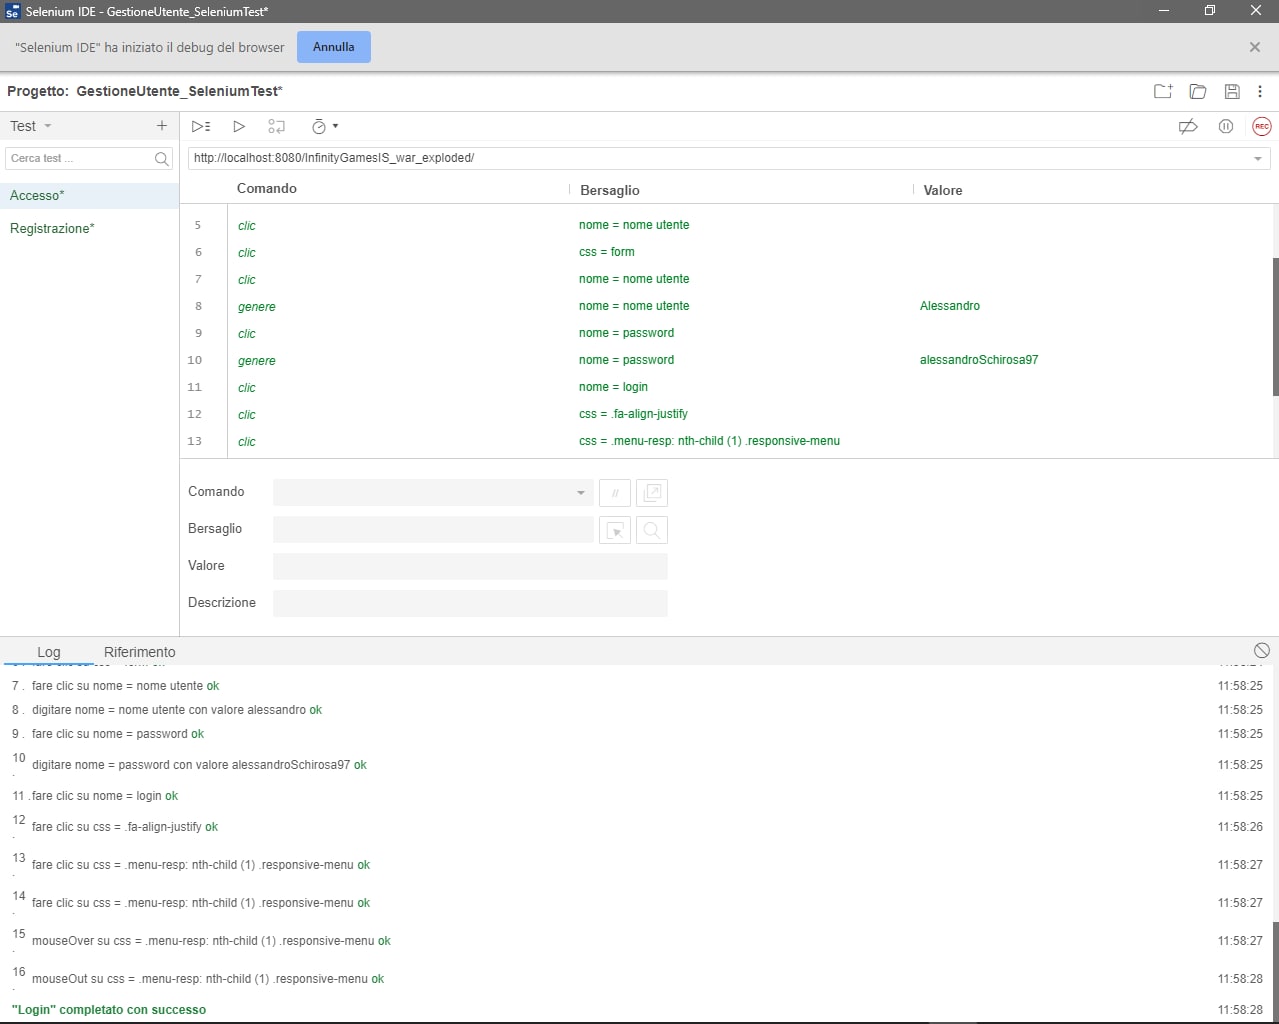 Se Selenium IDE - GestioneUtente_SeleniumTest*
"Selenium IDE" ha iniziato il debug del browser Annulla
Progetto: GestioneUtente_SeleniumTest*
Test
REC
Cerca test ...
http://localhost:8080/InfinityGamesIS_war_exploded/
Comando Bersaglio Valore
Accesso*
Registrazione*
5 clic nome = nome utente
6 clic css = form
7 clic nome = nome utente
8 genere nome = nome utente Alessandro
9 clic nome = password
10 genere nome = password alessandroSchirosa97
11 clic nome = login
12 clic css = .fa-align-justify
13 clic css = .menu-resp: nth-child (1) .responsive-menu
Comando //
Bersaglio
Valore
Descrizione
Log Riferimento
7 . fare clic su nome = nome utente ok 11:58:25
8 . digitare nome = nome utente con valore alessandro ok 11:58:25
9 . fare clic su nome = password ok 11:58:25
10 . digitare nome = password con valore alessandroSchirosa97 ok 11:58:25
11 . fare clic su nome = login ok 11:58:25
12 . fare clic su css = .fa-align-justify ok 11:58:26
13 . fare clic su css = .menu-resp: nth-child (1) .responsive-menu ok 11:58:27
14 . fare clic su css = .menu-resp: nth-child (1) .responsive-menu ok 11:58:27
15 . mouseOver su css = .menu-resp: nth-child (1) .responsive-menu ok 11:58:27
16 . mouseOut su css = .menu-resp: nth-child (1) .responsive-menu ok 11:58:28
"Login" completato con successo 11:58:28